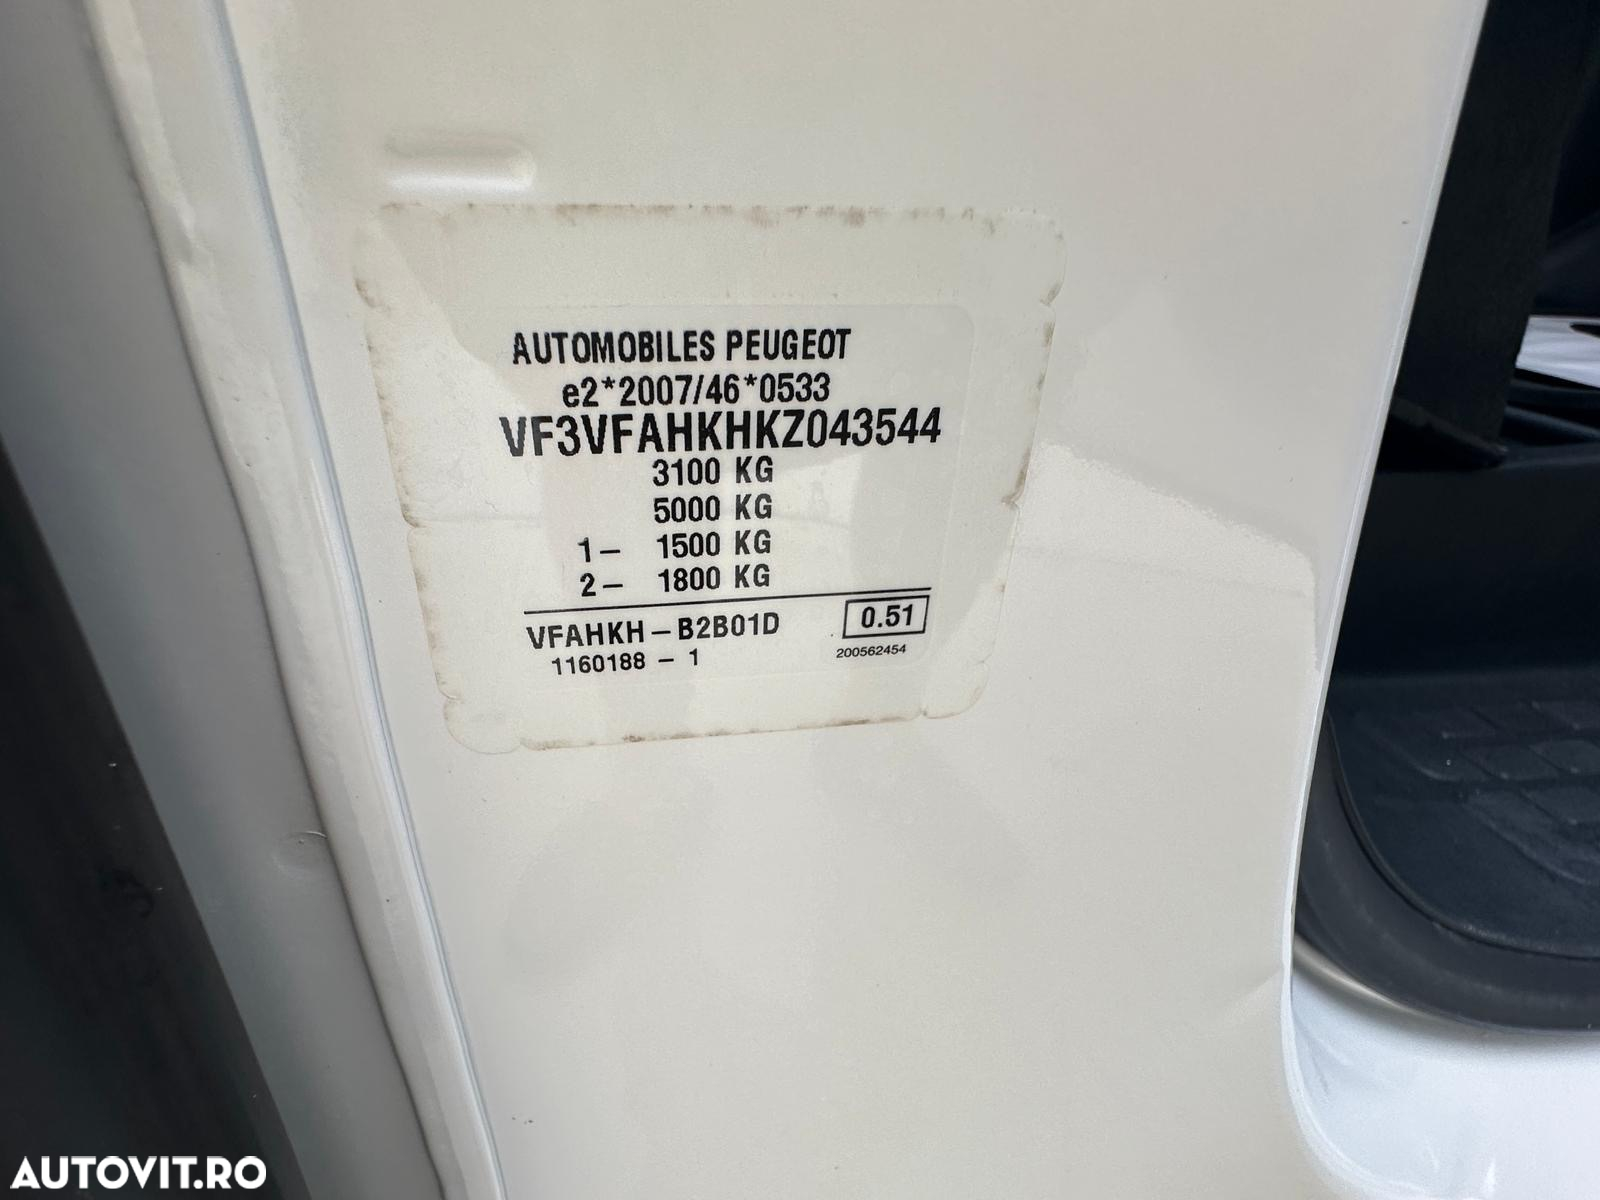 AUTOMOBILES PEUGEOT
e2*2007/46*0533
VF3VFAHKHKZ043544
3100 KG
5000 KG
1– 1500 KG
2– 1800 KG
VFAHKH – B2B01D 0.51
1160188 – 1 200562454
AUTOVIT.RO